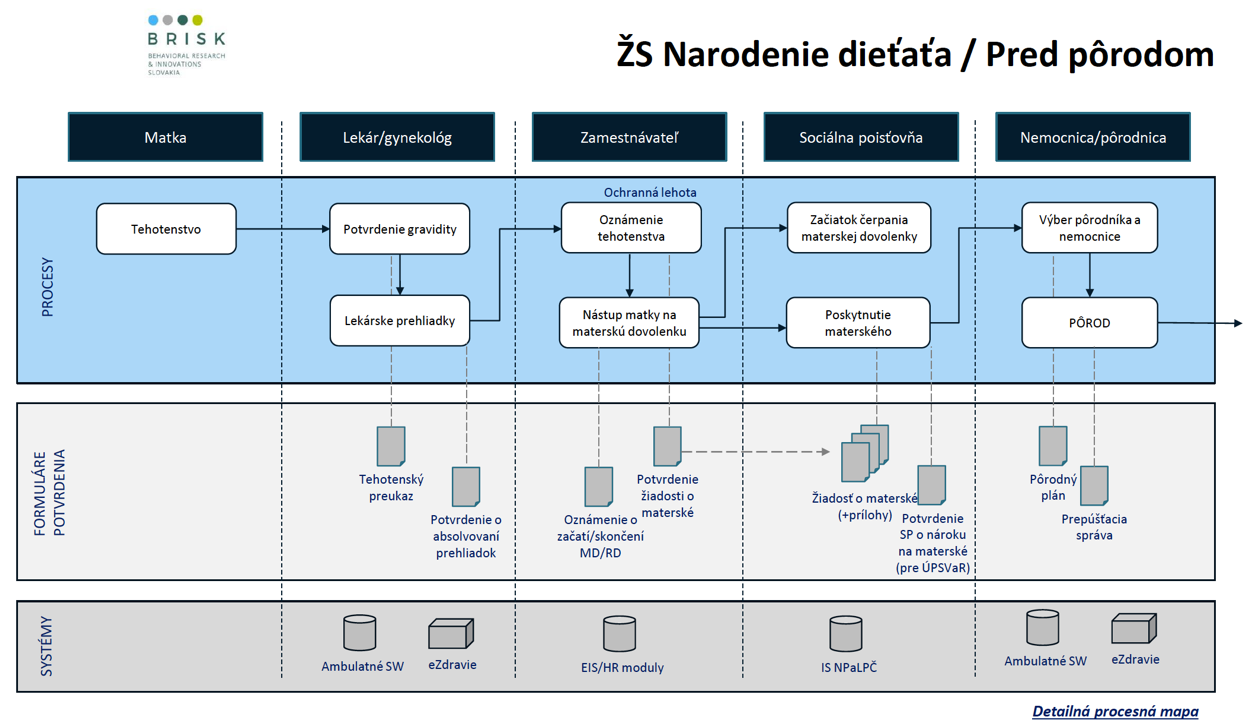 BRISK
BEHAVIORAL RESEARCH
& INNOVATIONS
SLOVAKIA
ŽS Narodenie dieťaťa / Pred pôrodom
Matka
Lekár/gynekológ
Zamestnávateľ
Sociálna poisťovňa
Nemocnica/pôrodnica
PROCESY
Ochranná lehota
Tehotenstvo
Potvrdenie gravidity
Oznámenie
tehotenstva
Začiatok čerpania
materskej dovolenky
Výber pôrodníka a
nemocnice
Lekárske prehliadky
Nástup matky na
materskú dovolenku
Poskytnutie
materského
PÔROD
FORMULÁRE
POTVRDENIA
Tehotenský
preukaz
Potvrdenie o
absolvovaní
prehliadok
Oznámenie o
začatí/skončení
MD/RD
Potvrdenie
žiadosti o
materské
Žiadosť o materské
(+prílohy)
Potvrdenie
SP o nároku
na materské
(pre ÚPSVaR)
Pôrodný
plán
Prepúšťacia
správa
SYSTÉMY
Ambulatné SW
eZdravie
EIS/HR moduly
IS NPaLPČ
Ambulatné SW
eZdravie
Detailná procesná mapa